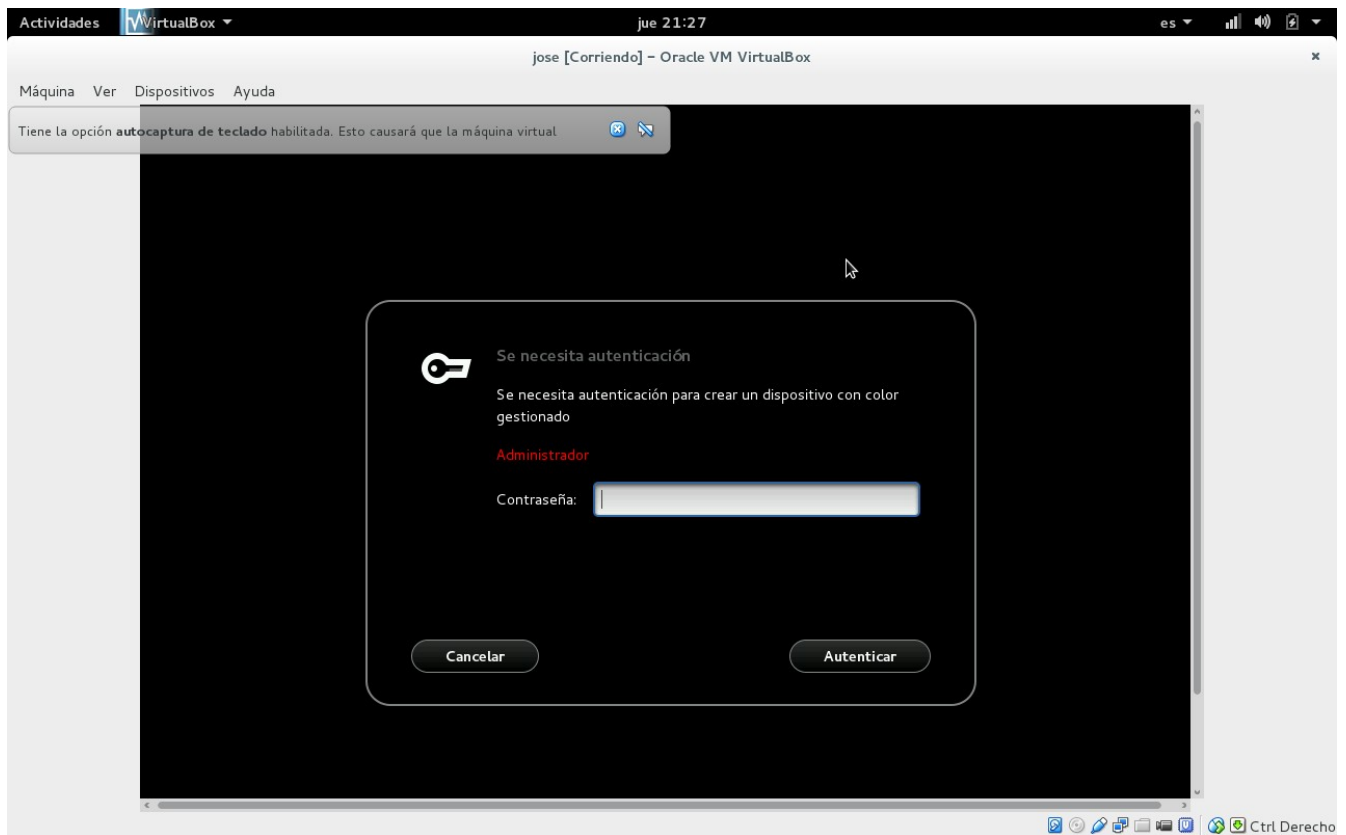 Actividades VirtualBox jue 21:27 es
jose [Corriendo] - Oracle VM VirtualBox
Máquina Ver Dispositivos Ayuda
Tiene la opción autocaptura de teclado habilitada. Esto causará que la máquina virtual
Se necesita autenticación
Se necesita autenticación para crear un dispositivo con color
gestionado
Administrador
Contraseña:
Cancelar Autenticar
Ctrl Derecho